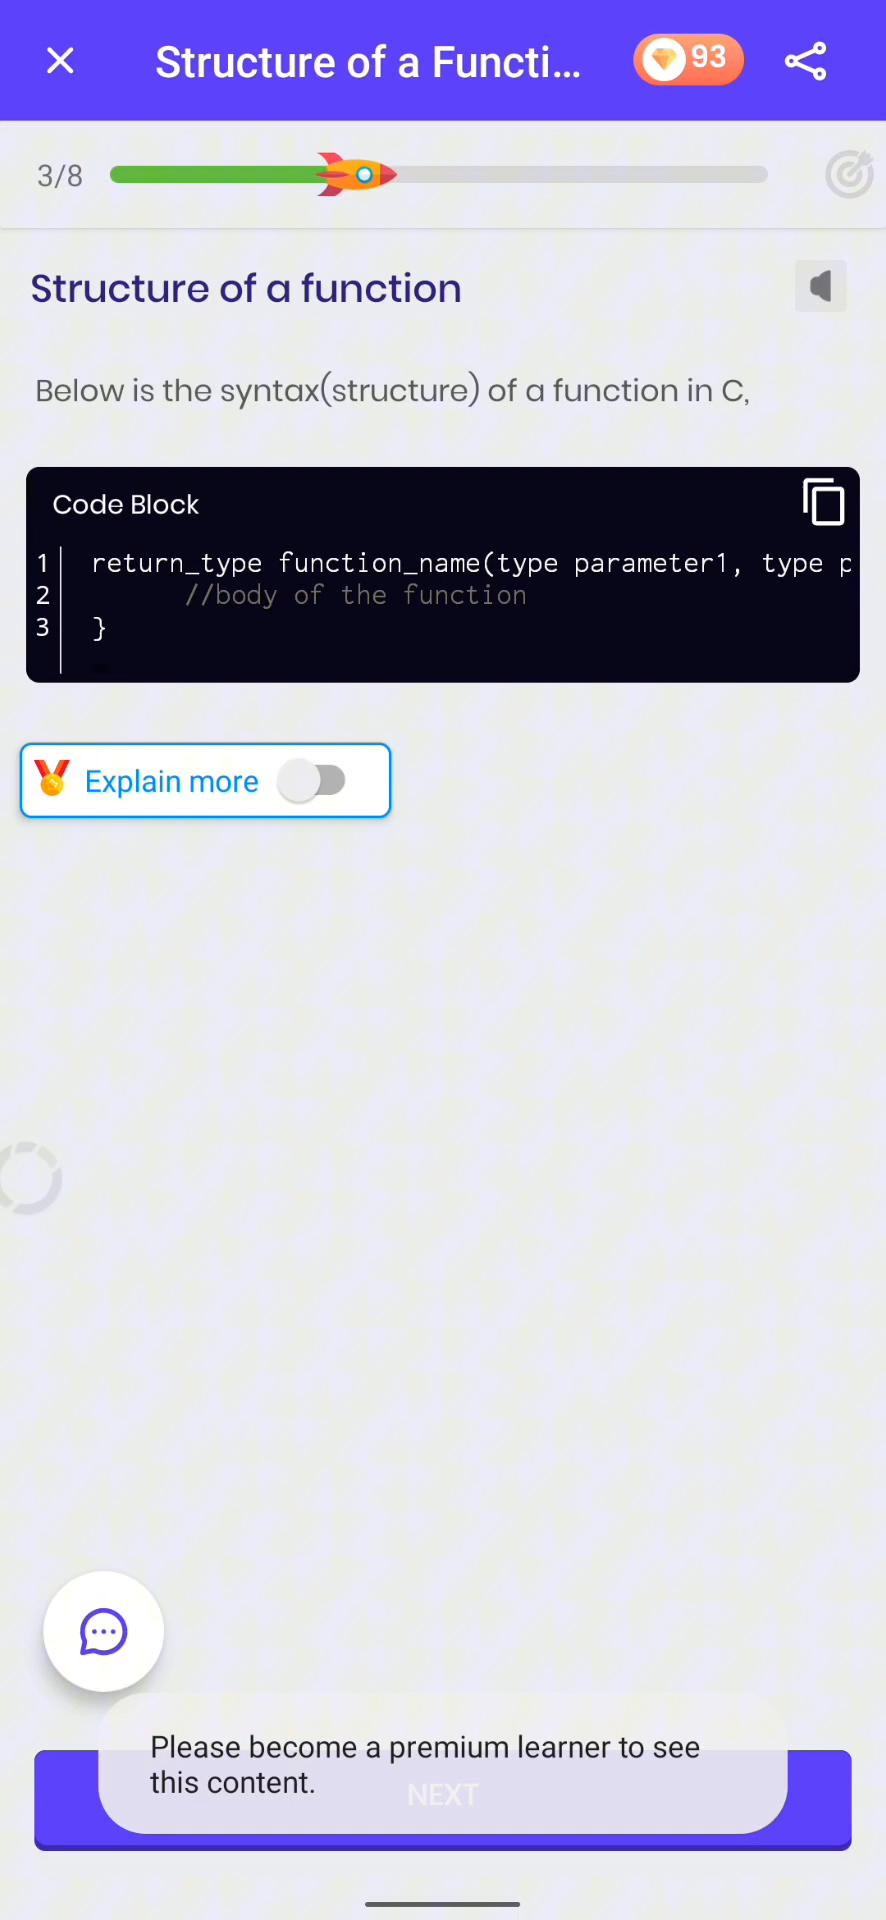 Structure of a Functi...
93
3/8
Structure of a function
Below is the syntax(structure) of a function in C,
Code Block
1 return_type function_name(type parameter1, type p
2 //body of the function
3 }
Explain more
Please become a premium learner to see
this content.
NEXT